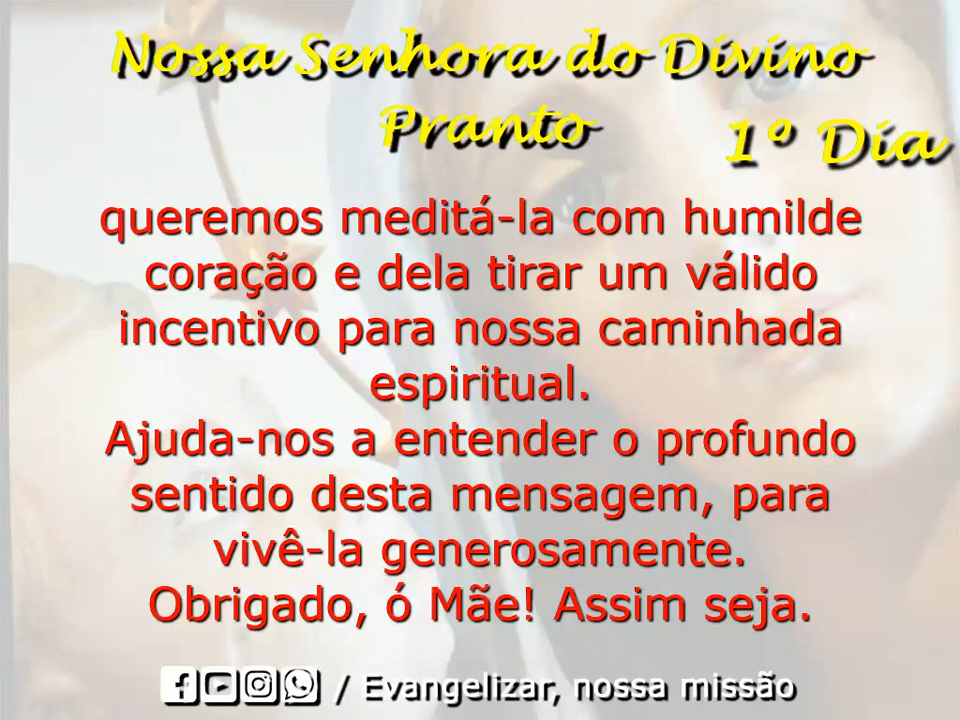 Nossa Senhora do Divino
Pranto
1º Dia
queremos meditá-la com humilde
coração e dela tirar um válido
incentivo para nossa caminhada
espiritual.
Ajuda-nos a entender o profundo
sentido desta mensagem, para
vivê-la generosamente.
Obrigado, ó Mãe! Assim seja.
/ Evangelizar, nossa missão